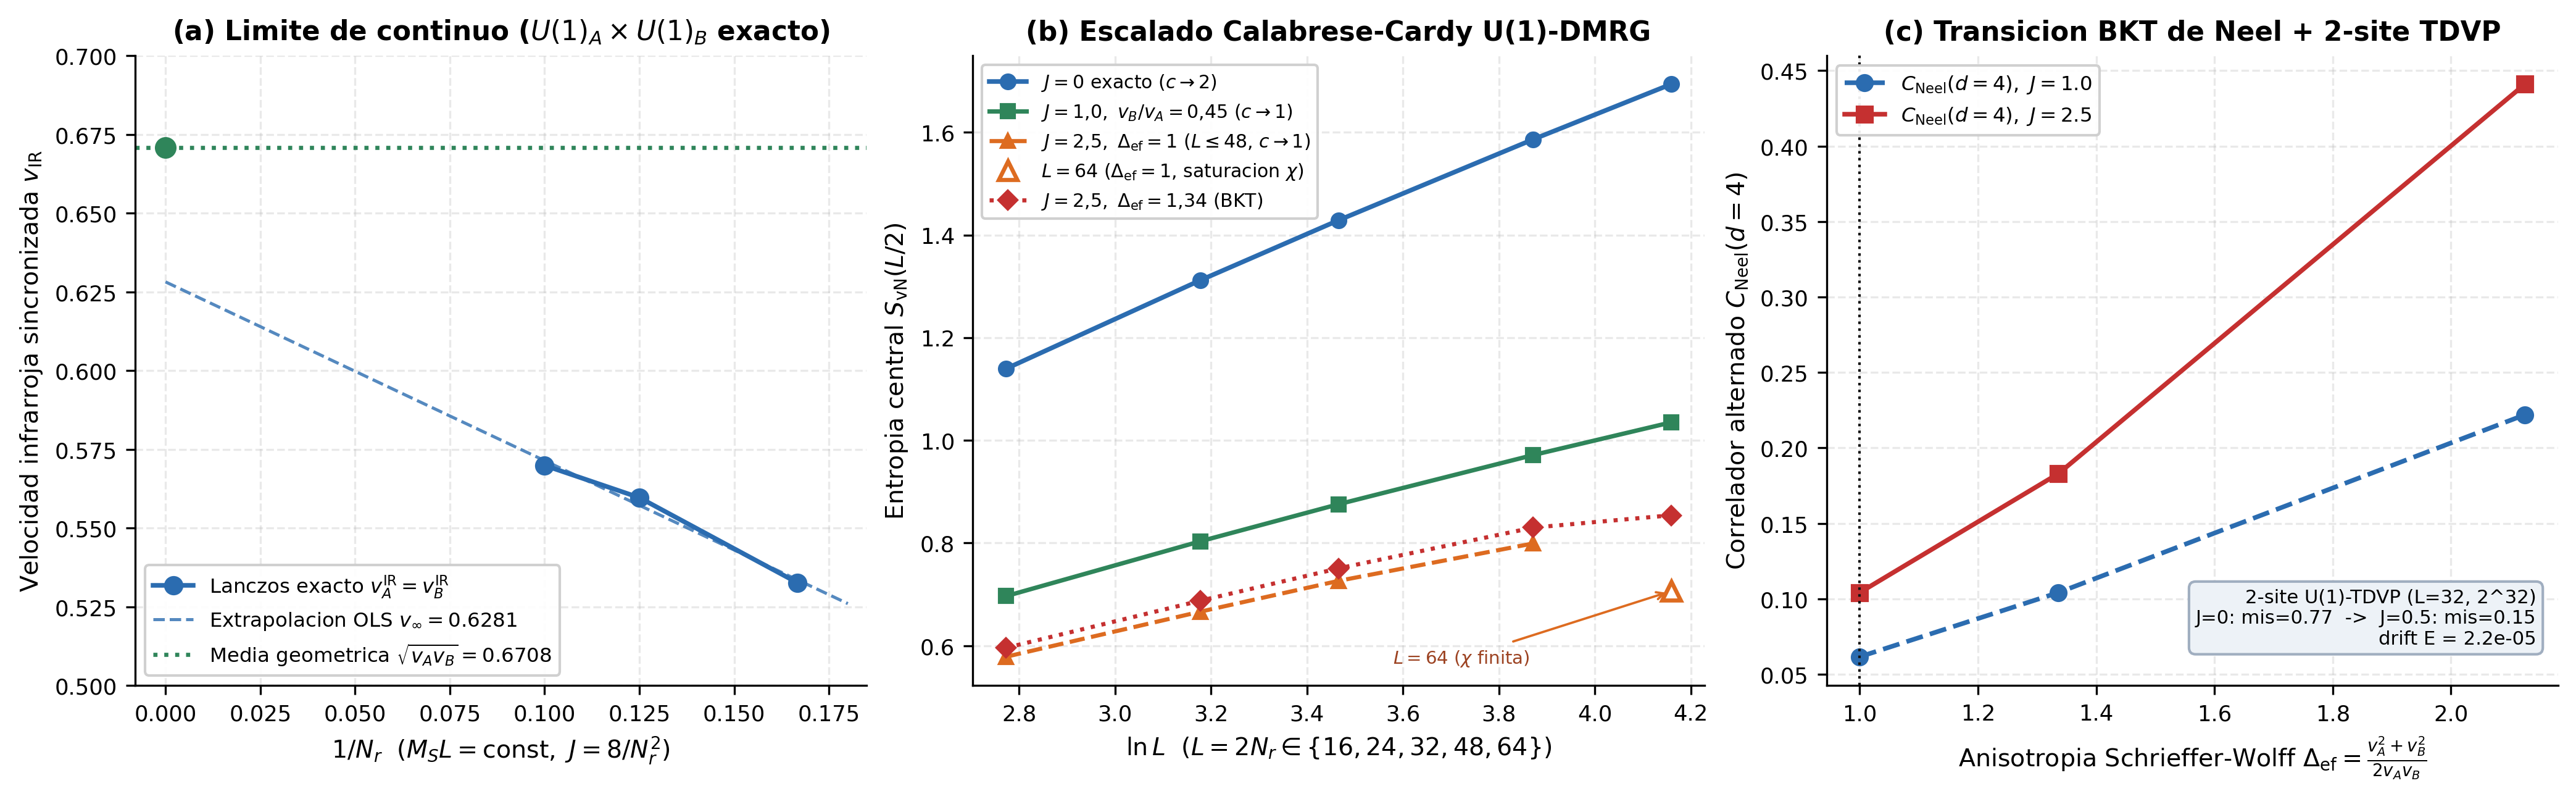 (a) Limite de continuo (U(1)_A × U(1)_B exacto)
Velocidad infrarroja sincronizada v_IR
0.700
0.675
0.650
0.625
0.600
0.575
0.550
0.525
0.500
Lanczos exacto v_A^IR = v_B^IR
Extrapolacion OLS v_∞ = 0.6281
Media geometrica √v_A v_B = 0.6708
0.000 0.025 0.050 0.075 0.100 0.125 0.150 0.175
1/N_r (M_S L = const, J = 8/N_r^2)
(b) Escalado Calabrese-Cardy U(1)-DMRG
Entropia central S_vN(L/2)
1.6
1.4
1.2
1.0
0.8
0.6
J = 0 exacto (c → 2)
J = 1,0, v_B/v_A = 0,45 (c → 1)
J = 2,5, Δ_ef = 1 (L ≤ 48, c → 1)
L = 64 (Δ_ef = 1, saturacion χ)
J = 2,5, Δ_ef = 1,34 (BKT)
L = 64 (χ finita)
2.8 3.0 3.2 3.4 3.6 3.8 4.0 4.2
ln L (L = 2N_r ∈ {16, 24, 32, 48, 64})
(c) Transicion BKT de Neel + 2-site TDVP
Correlador alternado C_Neel(d = 4)
0.45
0.40
0.35
0.30
0.25
0.20
0.15
0.10
0.05
C_Neel(d = 4), J = 1.0
C_Neel(d = 4), J = 2.5
2-site U(1)-TDVP (L=32, 2^32)
J=0: mis=0.77 -> J=0.5: mis=0.15
drift E = 2.2e-05
1.0 1.2 1.4 1.6 1.8 2.0
Anisotropia Schrieffer-Wolff Δ_ef = (v_A^2 + v_B^2)/(2v_A v_B)